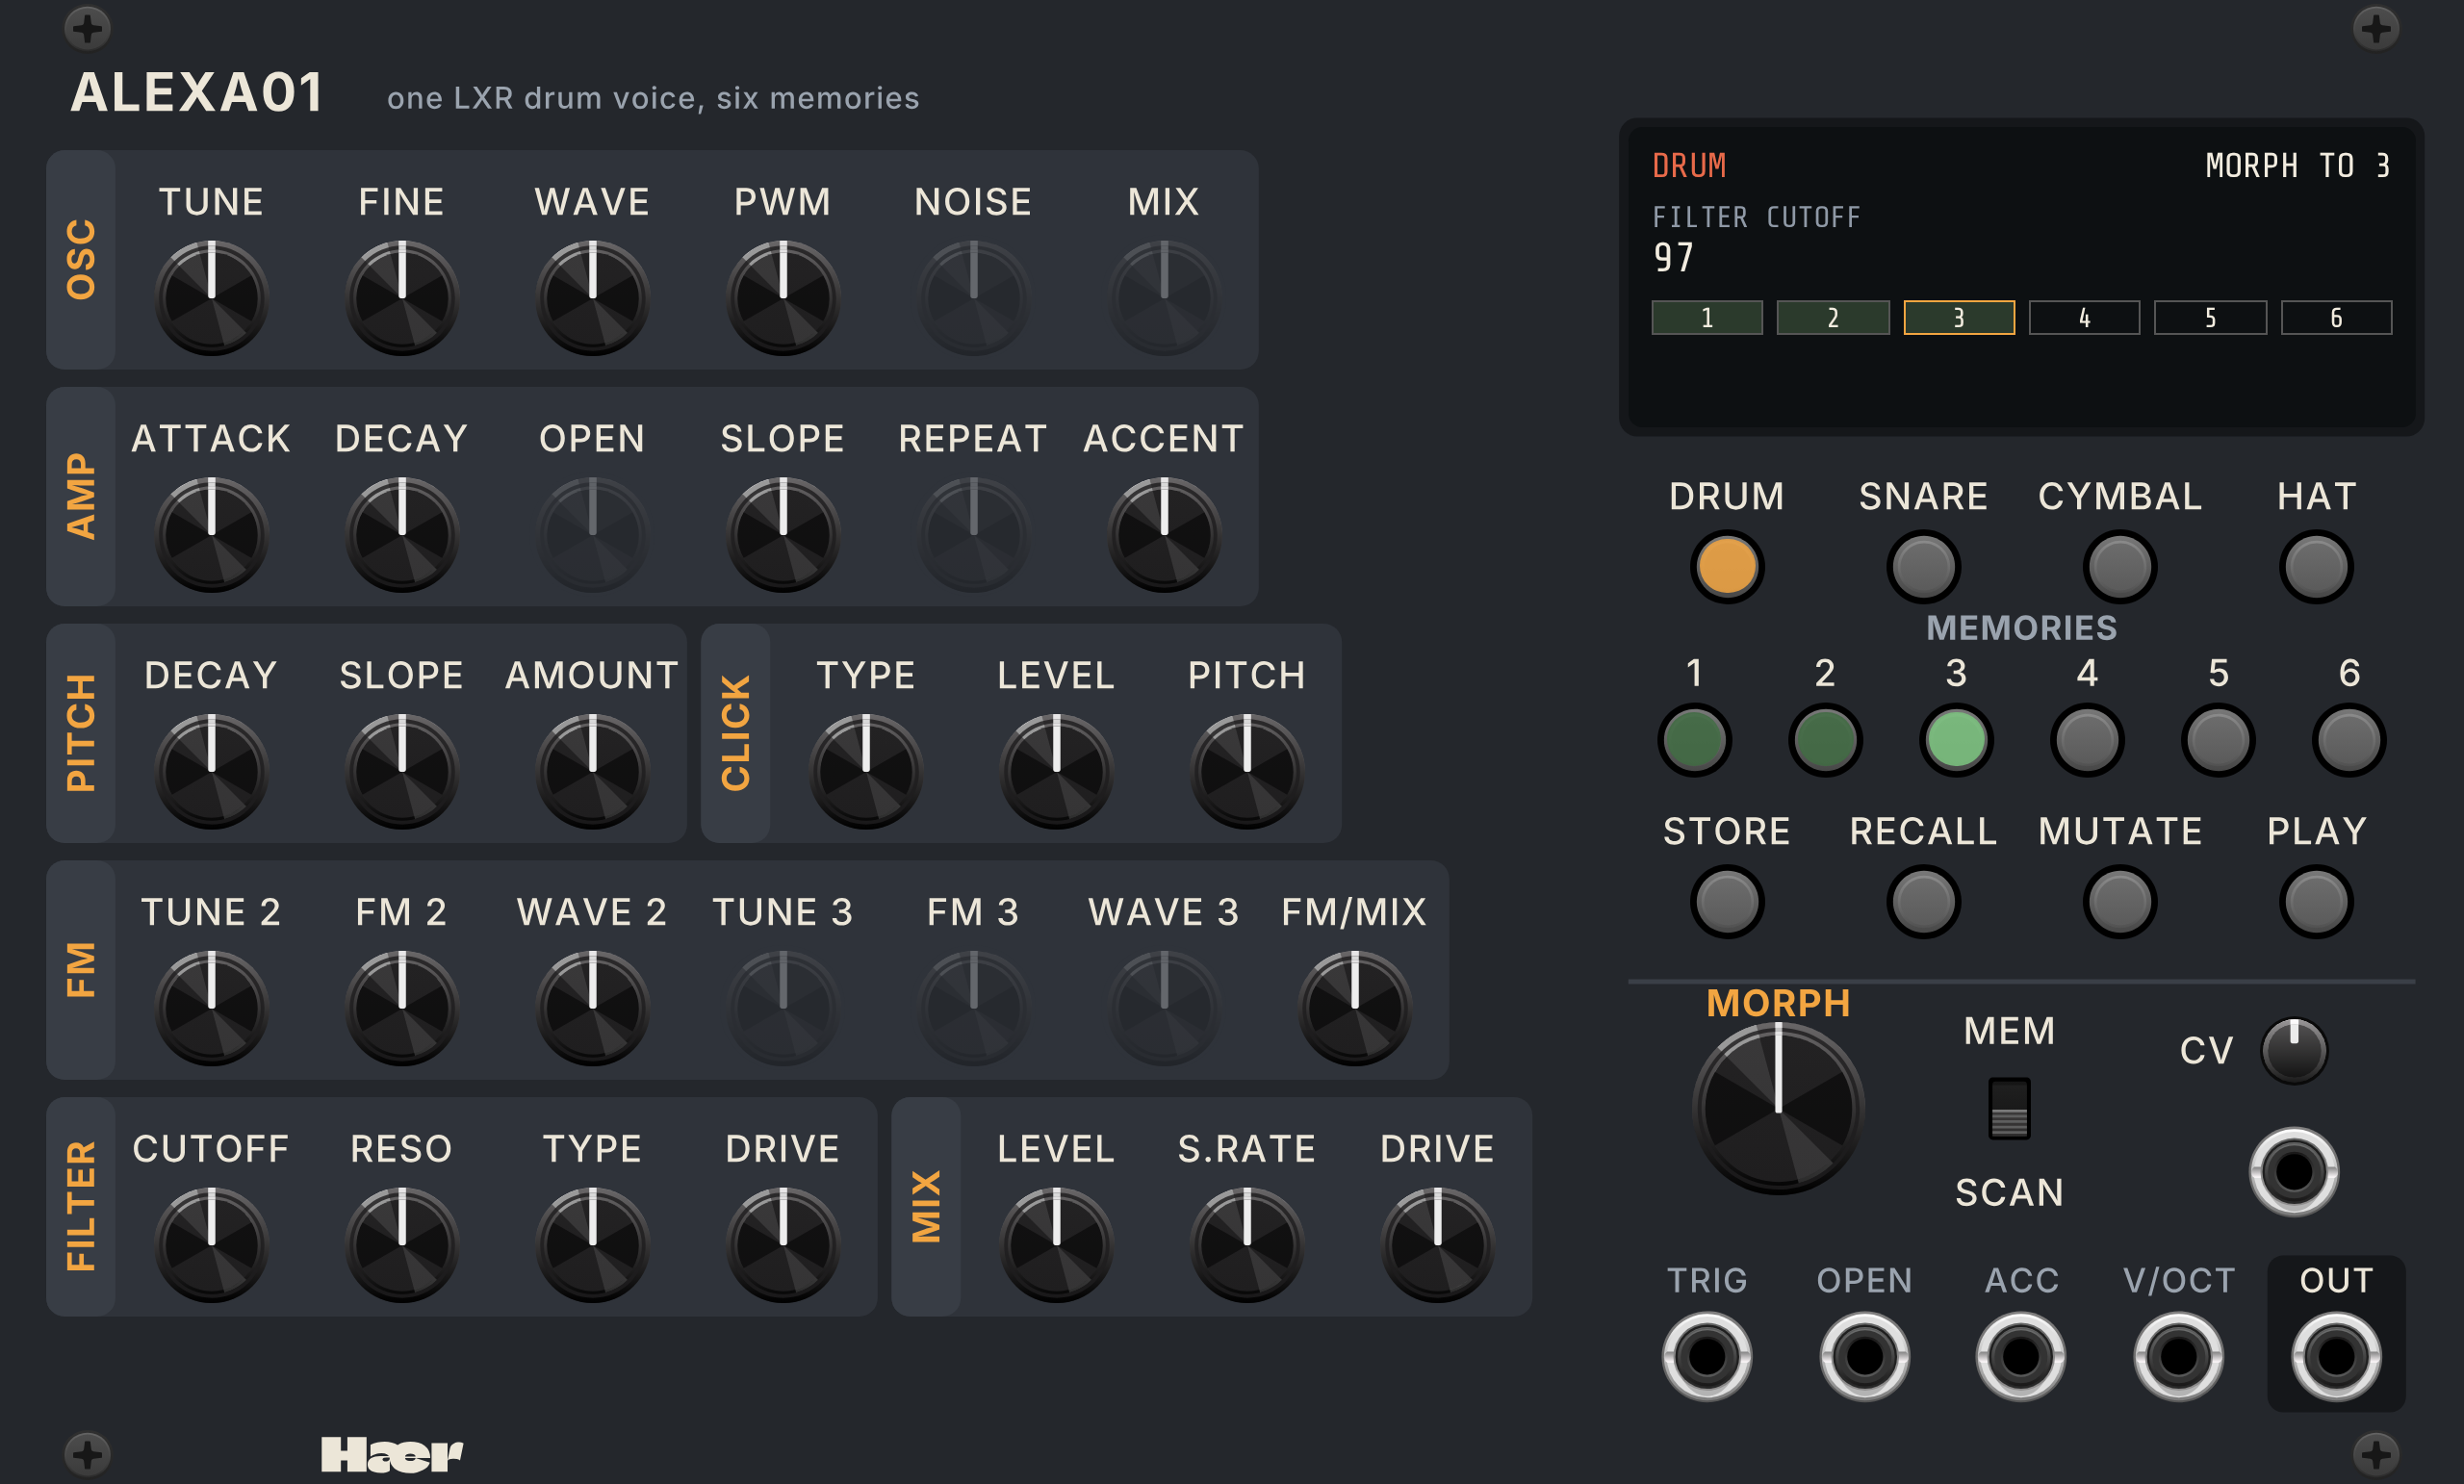 ALEXA01 one LXR drum voice, six memories
OSC
TUNE FINE WAVE PWM NOISE MIX
AMP
ATTACK DECAY OPEN SLOPE REPEAT ACCENT
PITCH
DECAY SLOPE AMOUNT
CLICK
TYPE LEVEL PITCH
FM
TUNE 2 FM 2 WAVE 2 TUNE 3 FM 3 WAVE 3 FM/MIX
FILTER
CUTOFF RESO TYPE DRIVE
MIX
LEVEL S.RATE DRIVE
Hær
DRUM MORPH TO 3
FILTER CUTOFF
97
1 2 3 4 5 6
DRUM SNARE CYMBAL HAT
MEMORIES
1 2 3 4 5 6
STORE RECALL MUTATE PLAY
MORPH
MEM
CV
SCAN
TRIG OPEN ACC V/OCT OUT